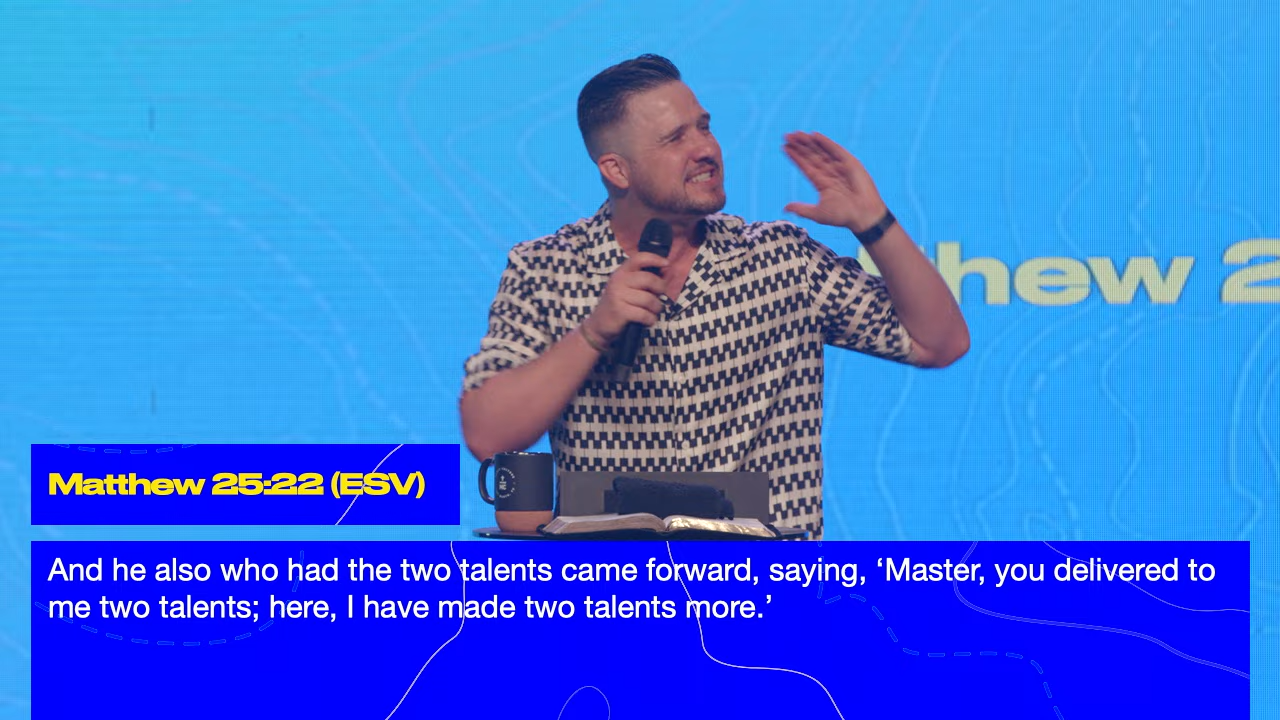 thew 2
Matthew 25:22 (ESV)
And he also who had the two talents came forward, saying, ‘Master, you delivered to
me two talents; here, I have made two talents more.’